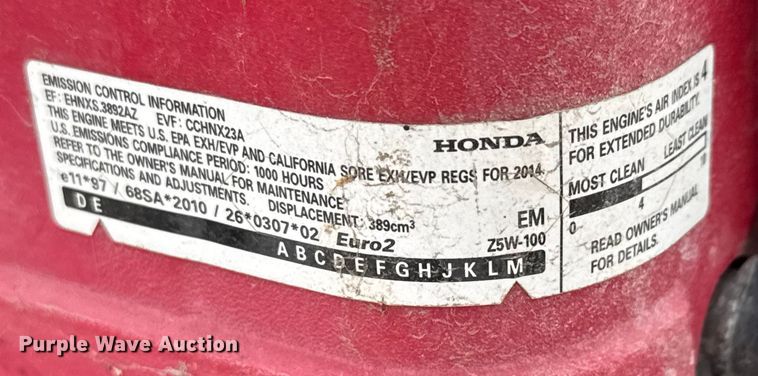 EMISSION CONTROL INFORMATION
EF: EHNXS.3892AZ EVF: CCHNX23A
THIS ENGINE MEETS U.S. EPA EXH/EVP AND CALIFORNIA SORE EXH/EVP REGS FOR 2014.
U.S. EMISSIONS COMPLIANCE PERIOD: 1000 HOURS
REFER TO THE OWNER'S MANUAL FOR MAINTENANCE
SPECIFICATIONS AND ADJUSTMENTS. DISPLACEMENT: 389cm³
e11*97 / 68SA*2010 / 26*0307*02 Euro2
HONDA
EM
Z5W-100
D E
A B C D E F G H J K L M
THIS ENGINE'S AIR INDEX IS 4
FOR EXTENDED DURABILITY.
MOST CLEAN LEAST CLEAN
0 4 10
READ OWNER'S MANUAL
FOR DETAILS.
Purple Wave Auction